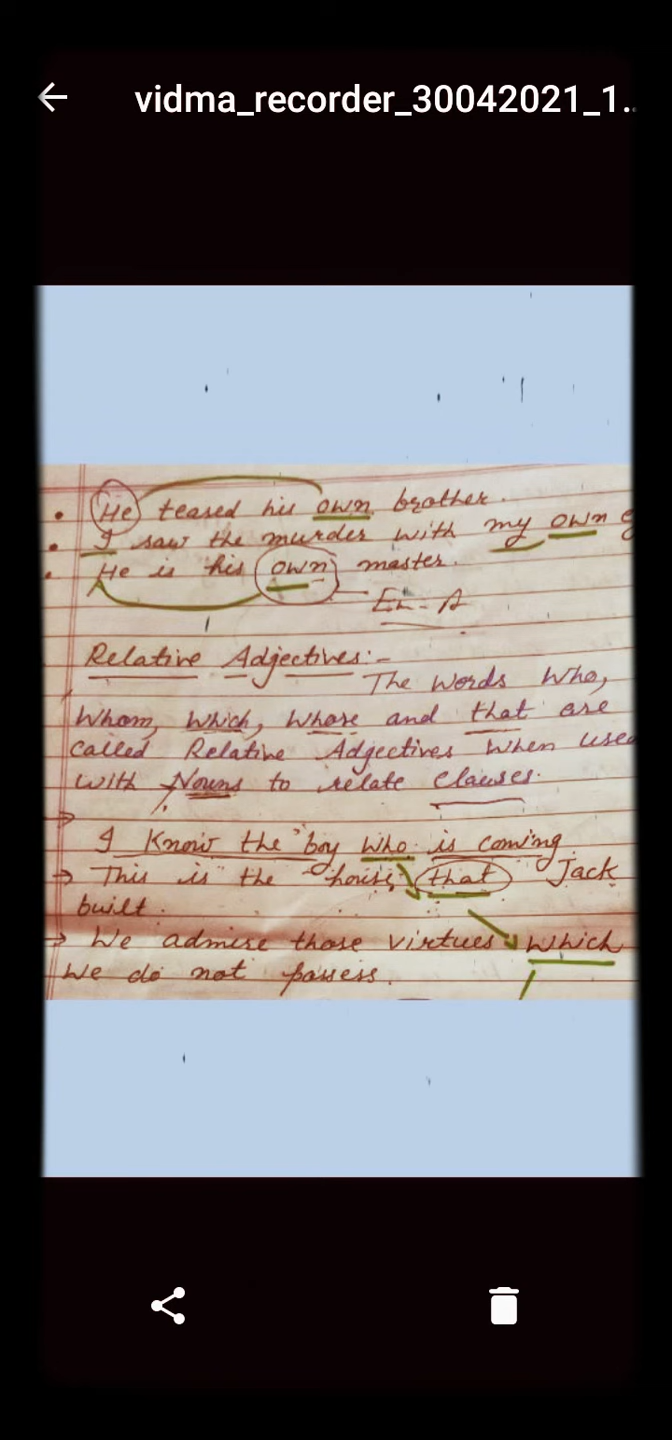 vidma_recorder_30042021_1..
He teased his own brother.
I saw the murder with my own
He is his own master.
Relative Adjectives:-
The words who,
whom, which, whose and that are
called Relative Adjectives when used
with Nouns to relate clauses.
I know the boy who is coming.
→ This is the house that Jack
built.
→ We admire those virtues which
We do not possess.